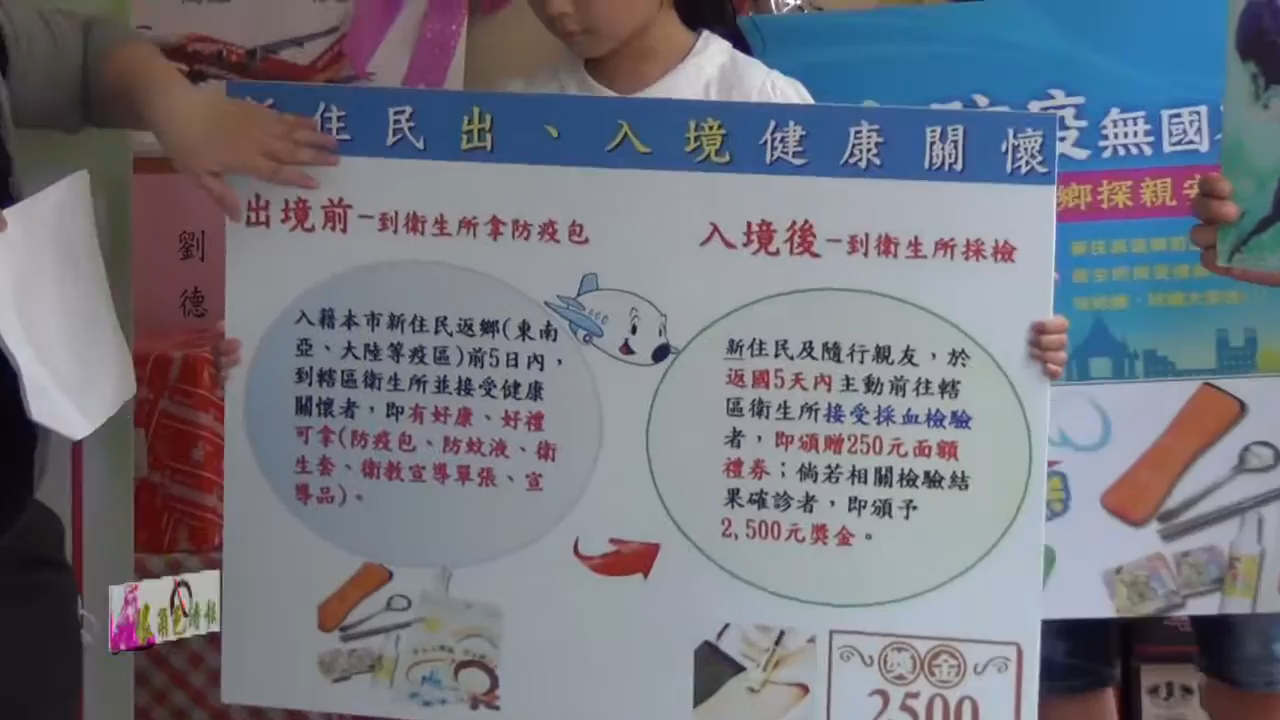 新住民出、入境健康關懷
出境前-到衛生所拿防疫包
入籍本市新住民返鄉(東南
亞、大陸等疫區)前5日內，
到轄區衛生所並接受健康
關懷者，即有好康、好禮
可拿(防疫包、防蚊液、衛
生套、衛教宣導單張、宣
導品)。
入境後-到衛生所採檢
新住民及隨行親友，於
返國5天內主動前往轄
區衛生所接受採血檢驗
者，即頒贈250元面額
禮券；倘若相關檢驗結
果確診者，即頒予
2,500元獎金。
獎金
2500
防疫無國
鄉探親
劉
德